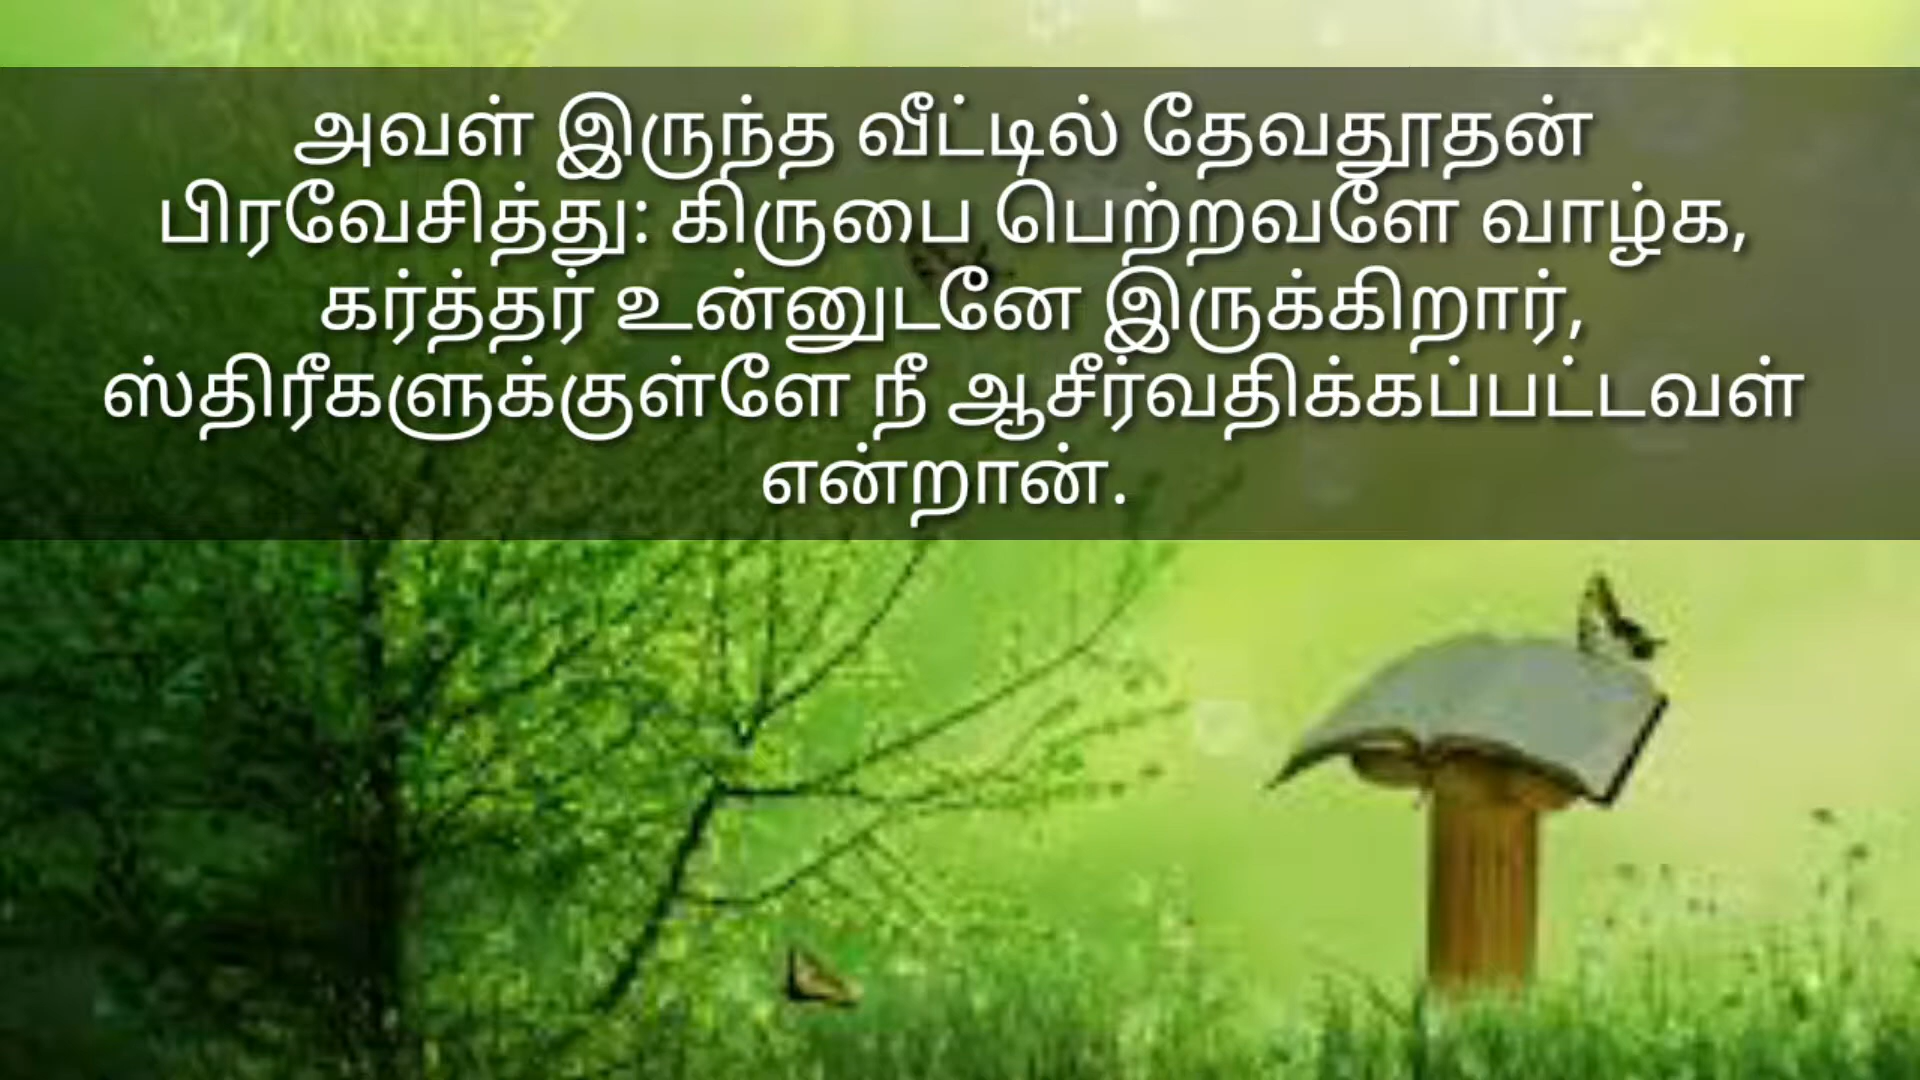 அவள் இருந்த வீட்டில் தேவதூதன்
பிரவேசித்து: கிருபை பெற்றவளே வாழ்க,
கர்த்தர் உன்னுடனே இருக்கிறார்,
ஸ்திரீகளுக்குள்ளே நீ ஆசீர்வதிக்கப்பட்டவள்
என்றான்.